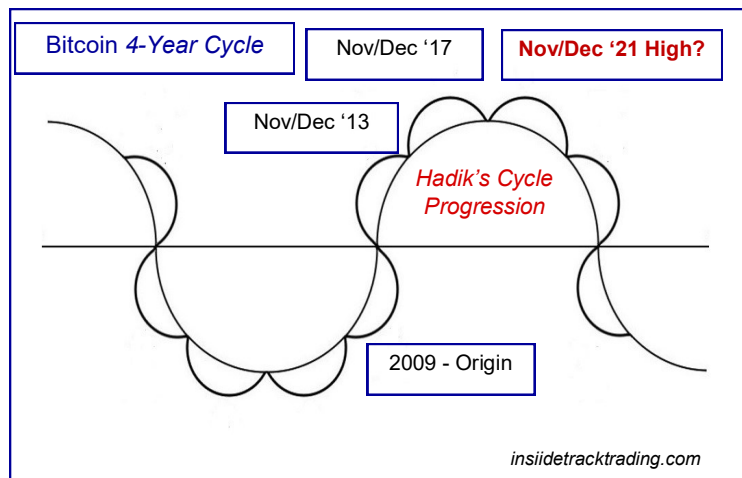 Bitcoin 4-Year Cycle
Nov/Dec ‘17
Nov/Dec ‘21 High?
Nov/Dec ‘13
Hadik’s Cycle
Progression
2009 - Origin
insiidetracktrading.com